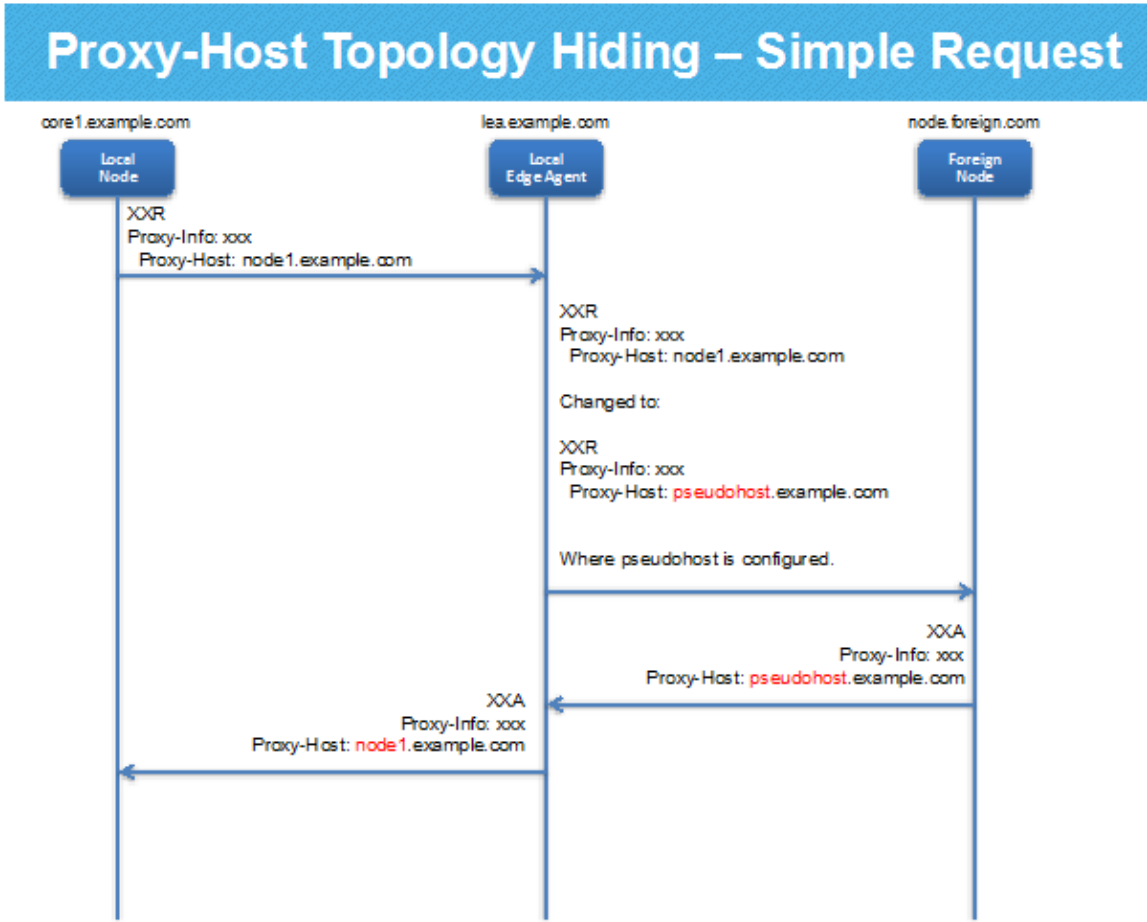 Proxy-Host Topology Hiding – Simple Request
core1.example.com
lea.example.com
node.foreign.com
Local
Node
Local
Edge Agent
Foreign
Node
XXR
Proxy-Info: xxx
Proxy-Host: node1.example.com
XXR
Proxy-Info: xxx
Proxy-Host: node1.example.com
Changed to:
XXR
Proxy-Info: xxx
Proxy-Host: pseudohost.example.com
Where pseudohost is configured.
XXA
Proxy-Info: xxx
Proxy-Host: pseudohost.example.com
XXA
Proxy-Info: xxx
Proxy-Host: node1.example.com